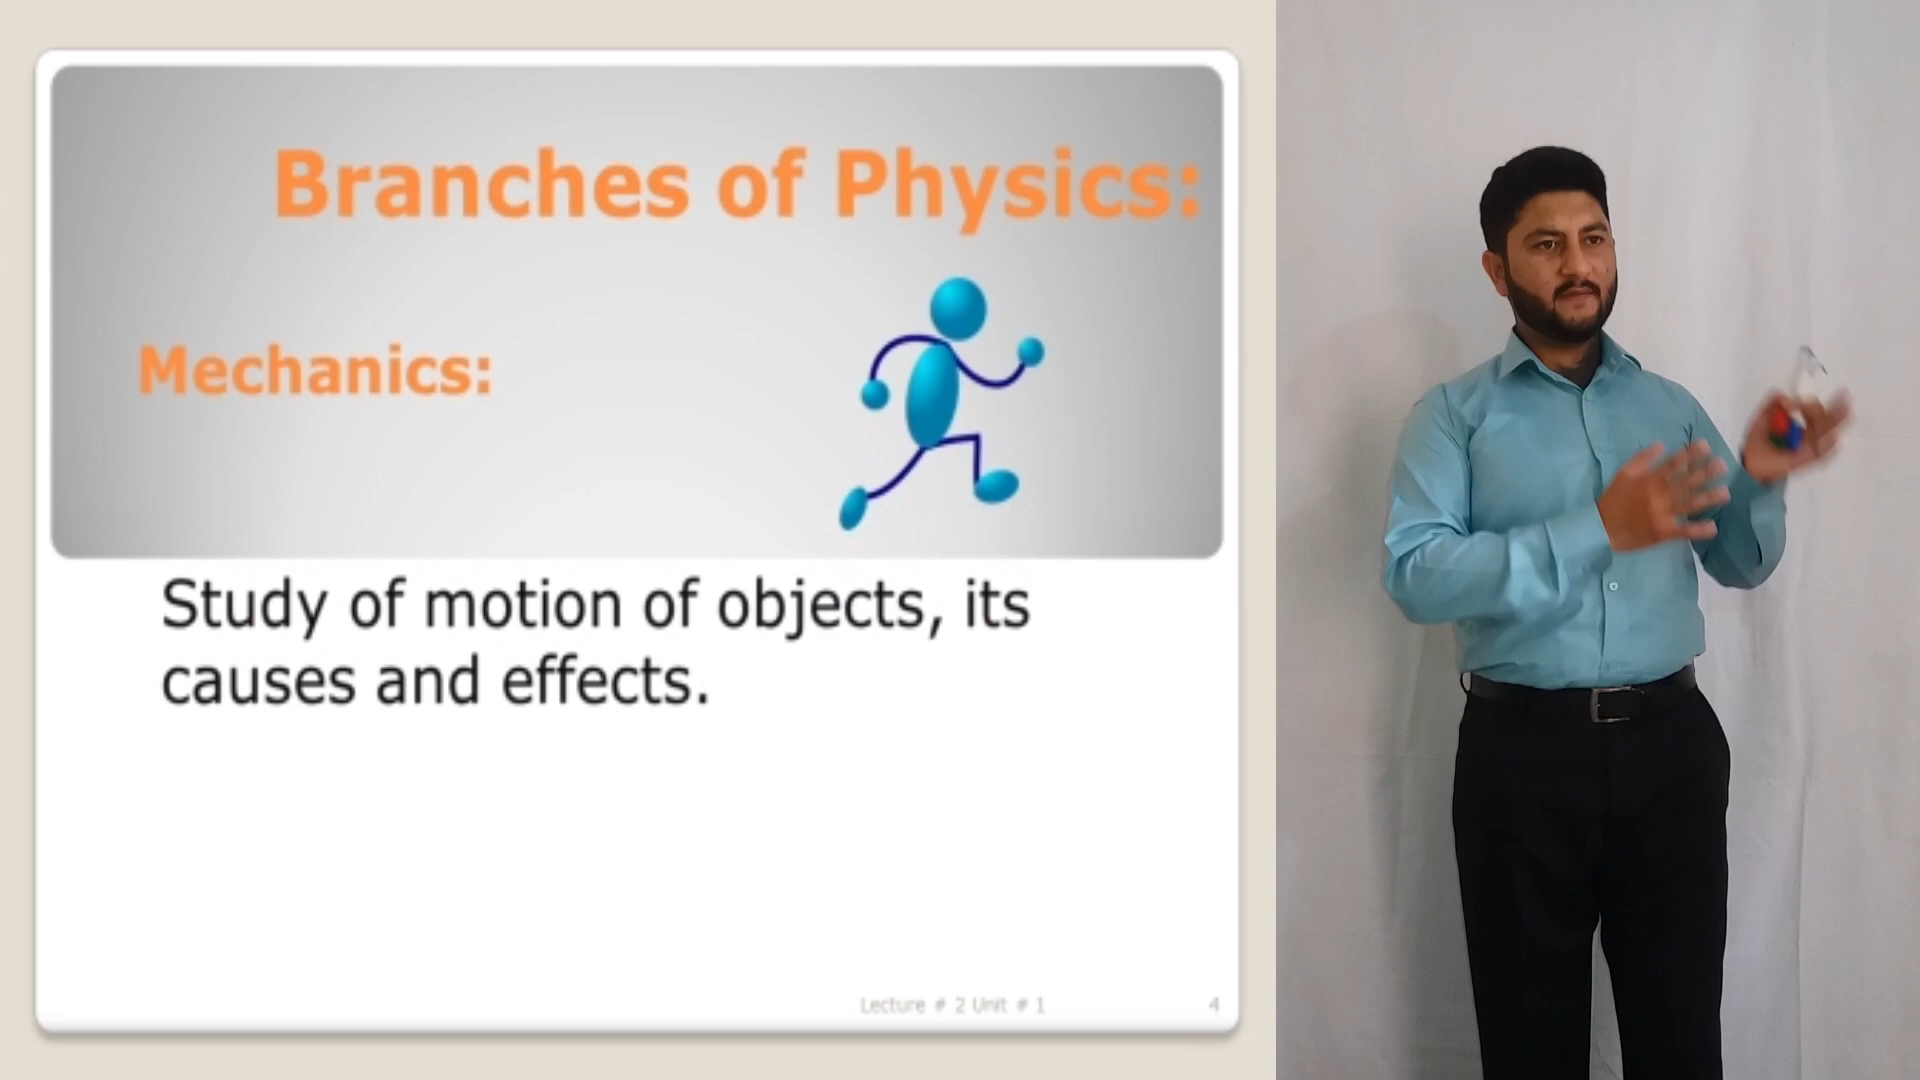 Branches of Physics:
Mechanics:
Study of motion of objects, its
causes and effects.
Lecture # 2 Unit # 1
4